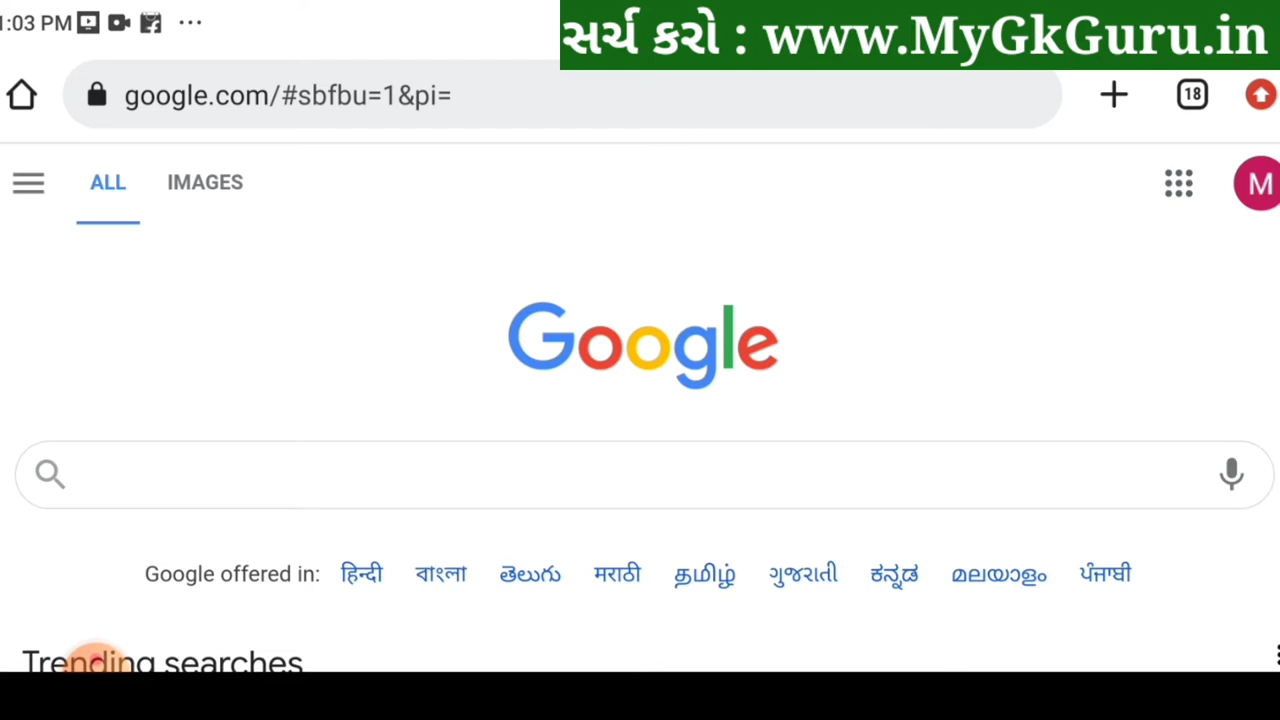 1:03 PM
સર્ચ કરો : www.MyGkGuru.in
google.com/#sbfbu=1&pi=
18
ALL IMAGES
M
Google
Google offered in: हिन्दी বাংলা తెలుగు मराठी தமிழ் ગુજરાતી ಕನ್ನಡ മലയാളം ਪੰਜਾਬੀ
Trending searches